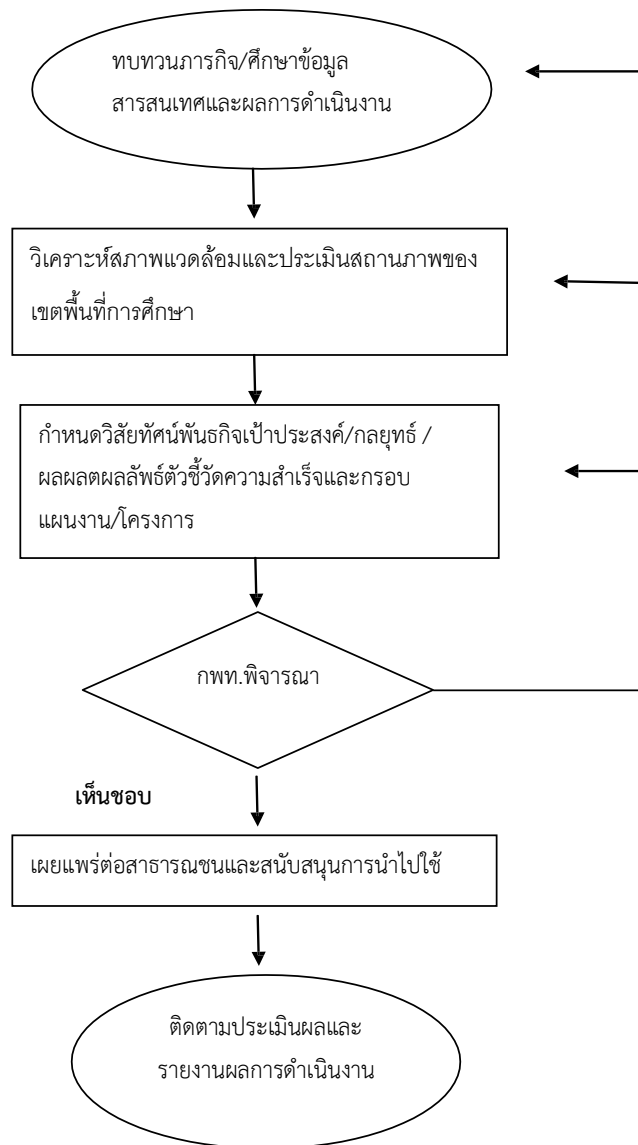 ทบทวนภารกิจ/ศึกษาข้อมูล
สารสนเทศและผลการดำเนินงาน
วิเคราะห์สภาพแวดล้อมและประเมินสถานภาพของ
เขตพื้นที่การศึกษา
กำหนดวิสัยทัศน์พันธกิจเป้าประสงค์/กลยุทธ์ /
ผลผลตผลลัพธ์ตัวชี้วัดความสำเร็จและกรอบ
แผนงาน/โครงการ
กพท.พิจารณา
เห็นชอบ
เผยแพร่ต่อสาธารณชนและสนับสนุนการนำไปใช้
ติดตามประเมินผลและ
รายงานผลการดำเนินงาน